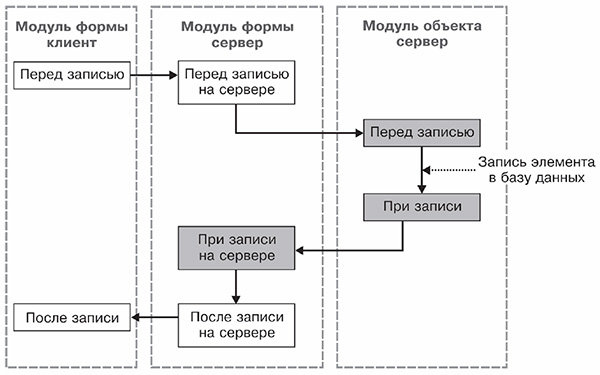 Модуль формы
клиент
Модуль формы
сервер
Модуль объекта
сервер
Перед записью
Перед записью
на сервере
Перед записью
Запись элемента
в базу данных
При записи
При записи
на сервере
После записи
После записи
на сервере